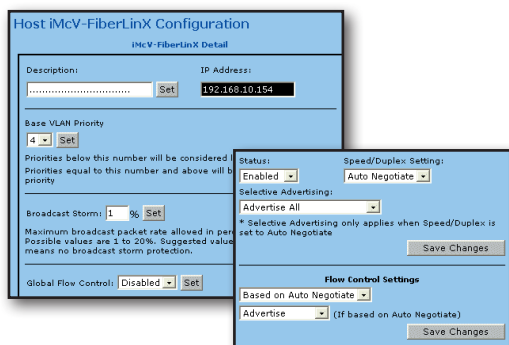 Host iMcV-FiberLinX Configuration
iMcV-FiberLinX Detail
Description:
IP Address:
................................
Set
192.168.10.154
Base VLAN Priority
4
Set
Priorities below this number will be considered
Priorities equal to this number and above will b
priority
Broadcast Storm: 1 % Set
Maximum broadcast packet rate allowed in per
Possible values are 1 to 20%. Suggested value
means no broadcast storm protection.
Global Flow Control: Disabled Set
Status:
Speed/Duplex Setting:
Enabled
Auto Negotiate
Selective Advertising:
Advertise All
* Selective Advertising only applies when Speed/Duplex is
set to Auto Negotiate
Save Changes
Flow Control Settings
Based on Auto Negotiate
Advertise (If based on Auto Negotiate)
Save Changes